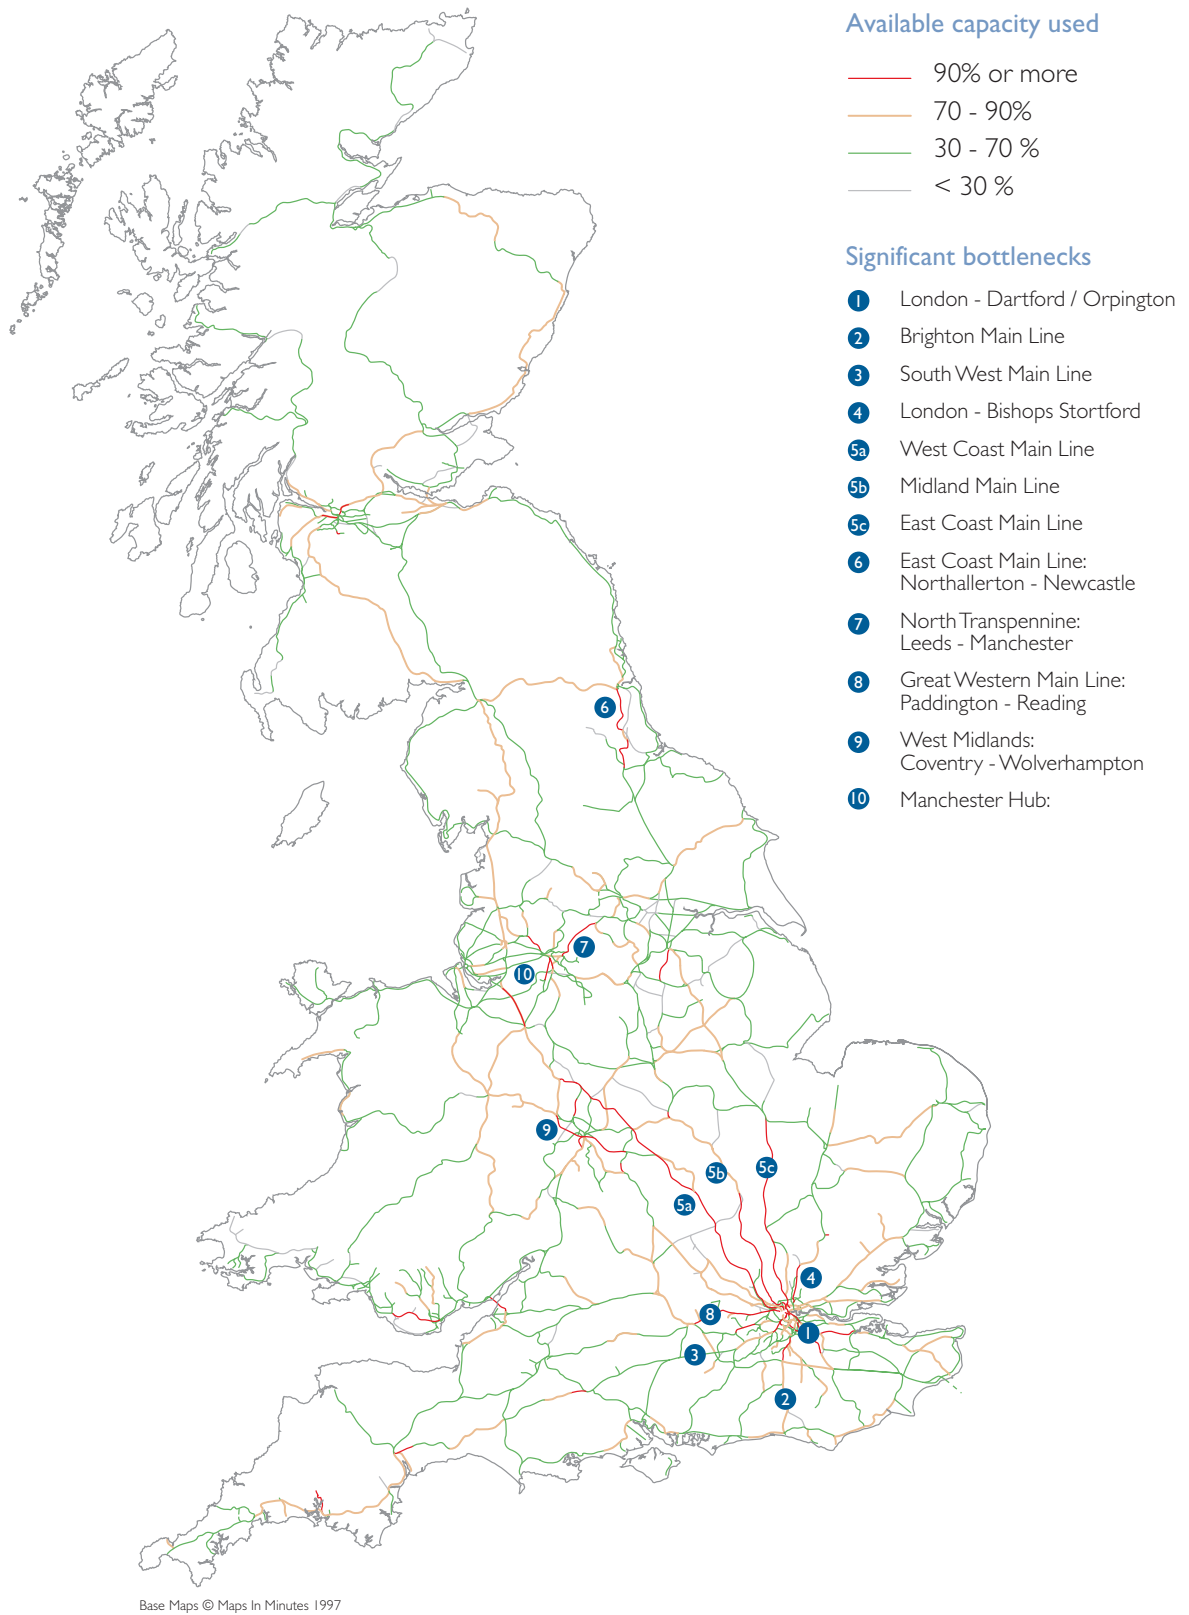 Available capacity used
90% or more
70 - 90%
30 - 70 %
< 30 %
Significant bottlenecks
1 London - Dartford / Orpington
2 Brighton Main Line
3 South West Main Line
4 London - Bishops Stortford
5a West Coast Main Line
5b Midland Main Line
5c East Coast Main Line
6 East Coast Main Line:
Northallerton - Newcastle
7 North Transpennine:
Leeds - Manchester
8 Great Western Main Line:
Paddington - Reading
9 West Midlands:
Coventry - Wolverhampton
10 Manchester Hub:
6
7
10
9
5b
5c
5a
4
8
1
3
2
Base Maps © Maps In Minutes 1997